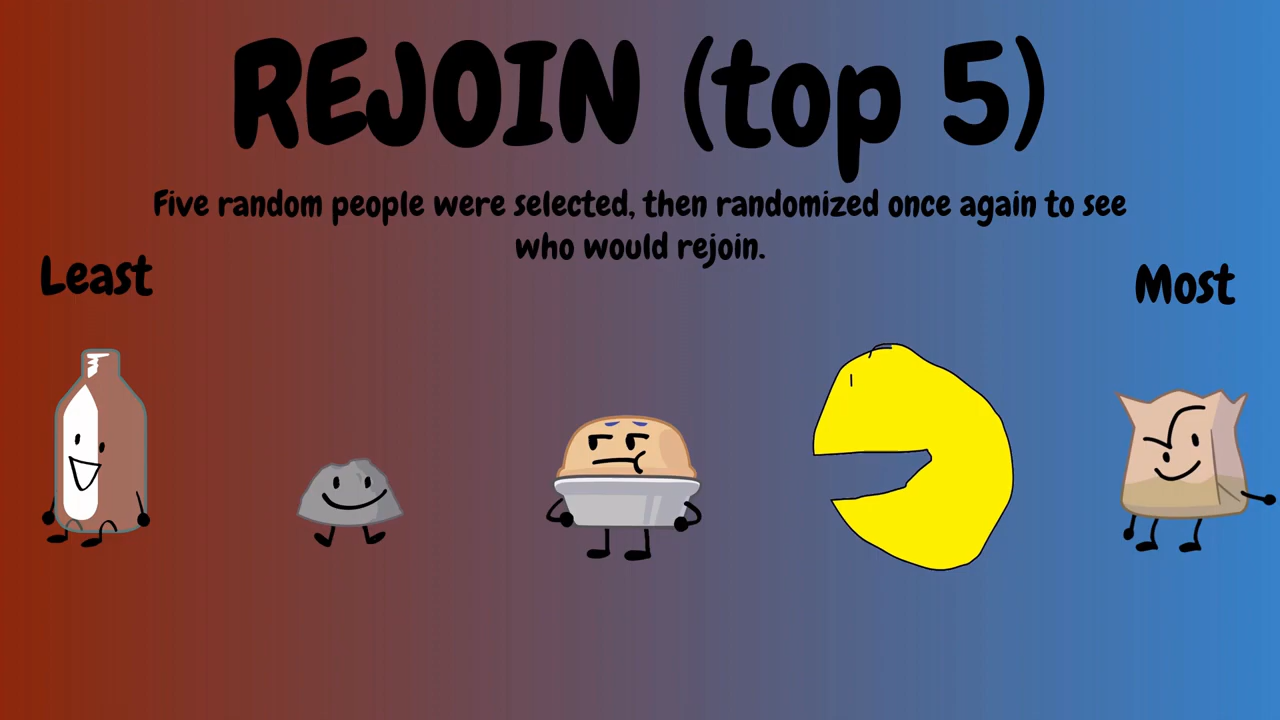 REJOIN (top 5)
Five random people were selected, then randomized once again to see
who would rejoin.
Least
Most